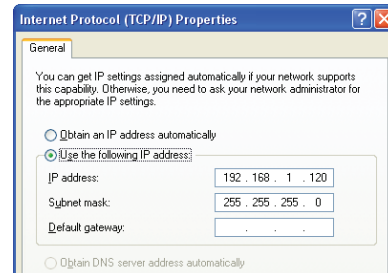 Internet Protocol (TCP/IP) Properties
General
You can get IP settings assigned automatically if your network supports
this capability. Otherwise, you need to ask your network administrator for
the appropriate IP settings.
Obtain an IP address automatically
Use the following IP address:
IP address: 192 . 168 . 1 . 120
Subnet mask: 255 . 255 . 255 . 0
Default gateway: . . .
Obtain DNS server address automatically